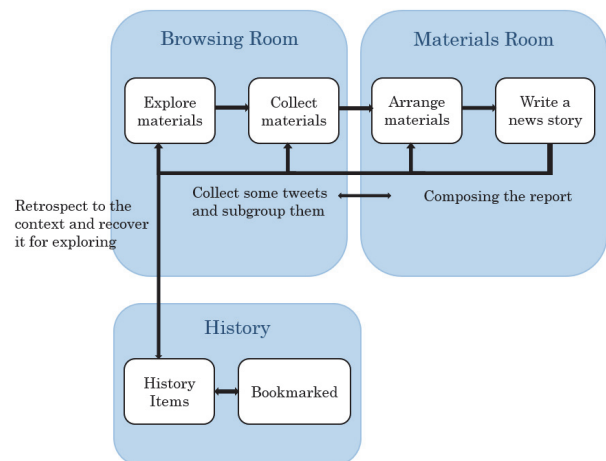 Browsing Room
Materials Room
Explore
materials
Collect
materials
Arrange
materials
Write a
news story
Retrospect to the
context and recover
it for exploring
Collect some tweets
and subgroup them
Composing the report
History
History
Items
Bookmarked